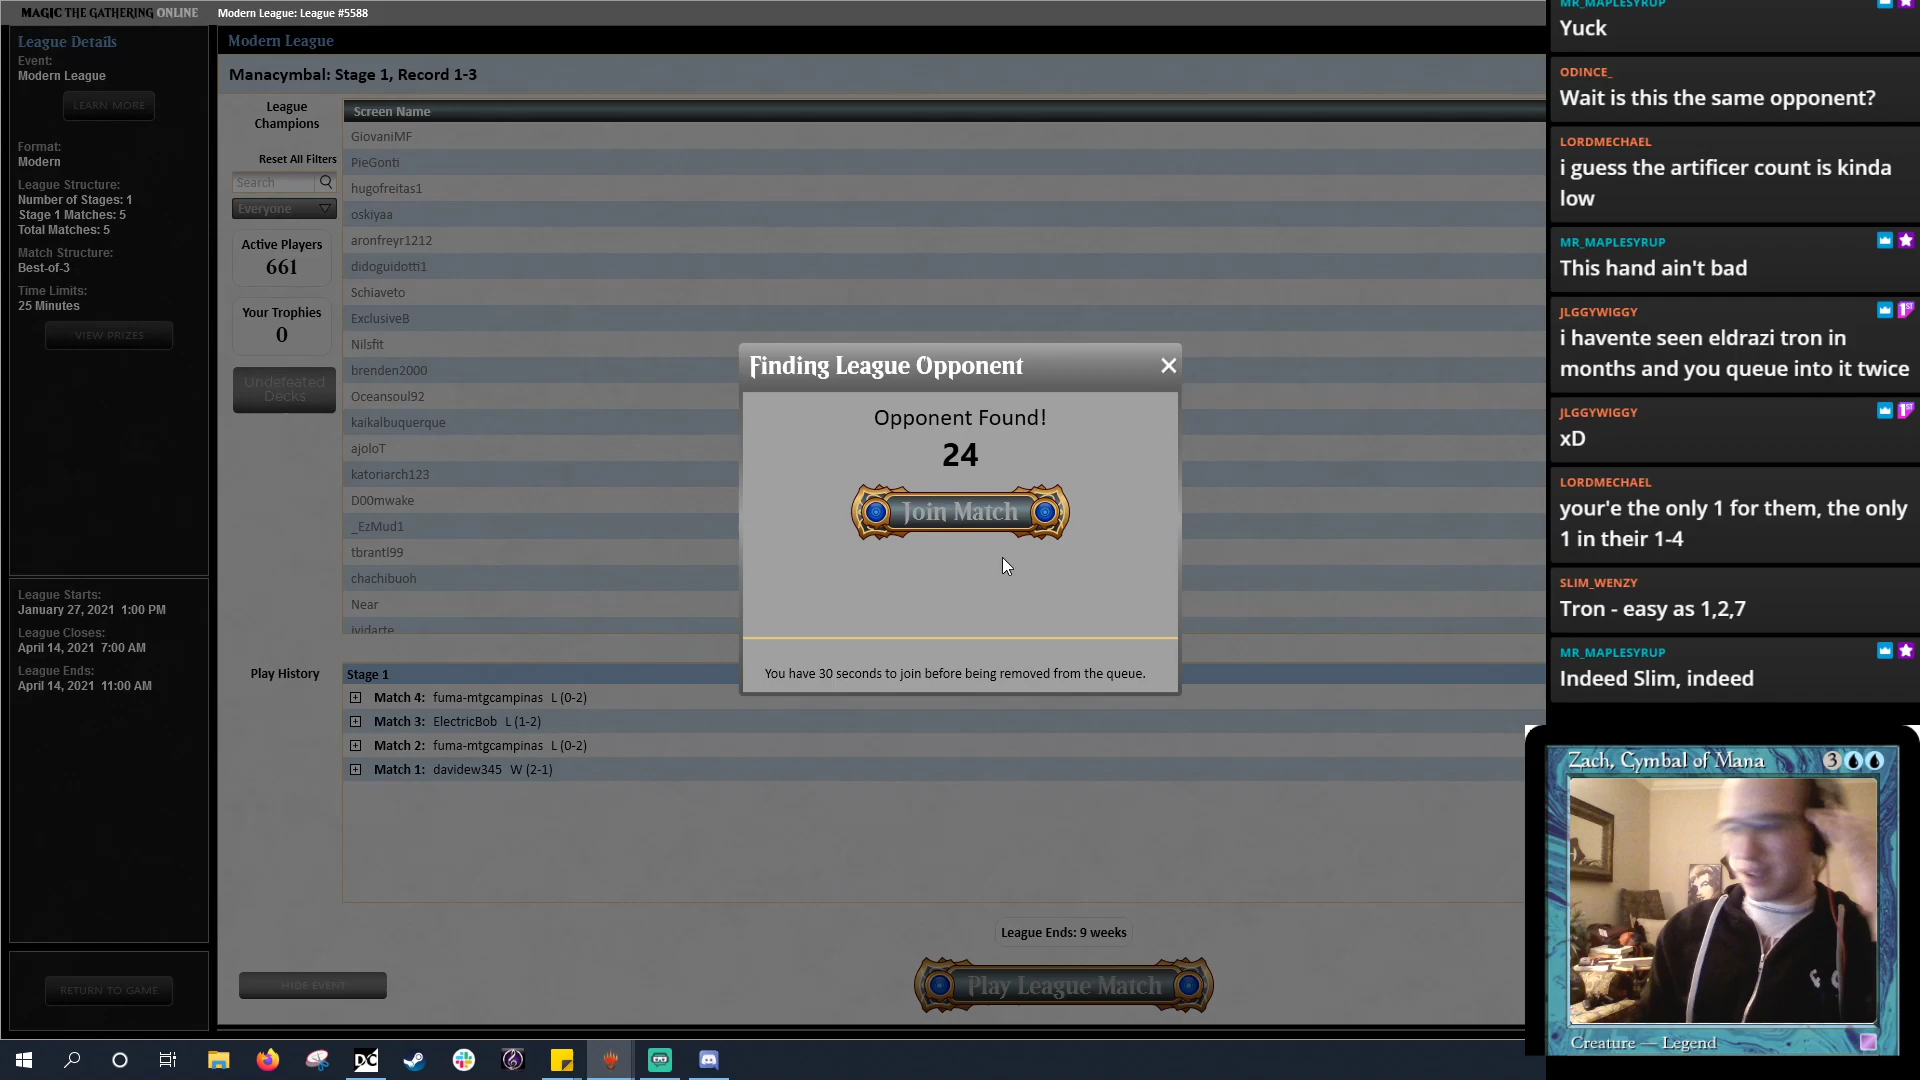 MAGIC THE GATHERING ONLINE
Modern League: League #5588
League Details
Event:
Modern League
LEARN MORE
Format:
Modern
League Structure:
Number of Stages: 1
Stage 1 Matches: 5
Total Matches: 5
Match Structure:
Best-of-3
Time Limits:
25 Minutes
VIEW PRIZES
League Starts:
January 27, 2021 1:00 PM
League Closes:
April 14, 2021 7:00 AM
League Ends:
April 14, 2021 11:00 AM
RETURN TO GAME
Modern League
Manacymbal: Stage 1, Record 1-3
League
Champions
Reset All Filters
Search
Everyone
Active Players
661
Your Trophies
0
Undefeated
Decks
Screen Name
GiovaniMF
PieGonti
hugofreitas1
oskiyaa
aronfreyr1212
didoguidotti1
Schiaveto
ExclusiveB
Nilsfit
brenden2000
Oceansoul92
kaikalbuquerque
ajoloT
katoriarch123
D00mwake
_EzMud1
tbrantl99
chachibuoh
Near
ividarte
Finding League Opponent
Opponent Found!
24
Join Match
You have 30 seconds to join before being removed from the queue.
Play History
Stage 1
Match 4: fuma-mtgcampinas L (0-2)
Match 3: ElectricBob L (1-2)
Match 2: fuma-mtgcampinas L (0-2)
Match 1: davidew345 W (2-1)
League Ends: 9 weeks
HIDE EVENT
Play League Match
MR_MAPLESYRUP
Yuck
ODINCE_
Wait is this the same opponent?
LORDMECHAEL
i guess the artificer count is kinda
low
MR_MAPLESYRUP
This hand ain't bad
JLGGYWIGGY
i havente seen eldrazi tron in
months and you queue into it twice
JLGGYWIGGY
xD
LORDMECHAEL
your'e the only 1 for them, the only
1 in their 1-4
SLIM_WENZY
Tron - easy as 1,2,7
MR_MAPLESYRUP
Indeed Slim, indeed
Zach, Cymbal of Mana 3
Creature — Legend
DC